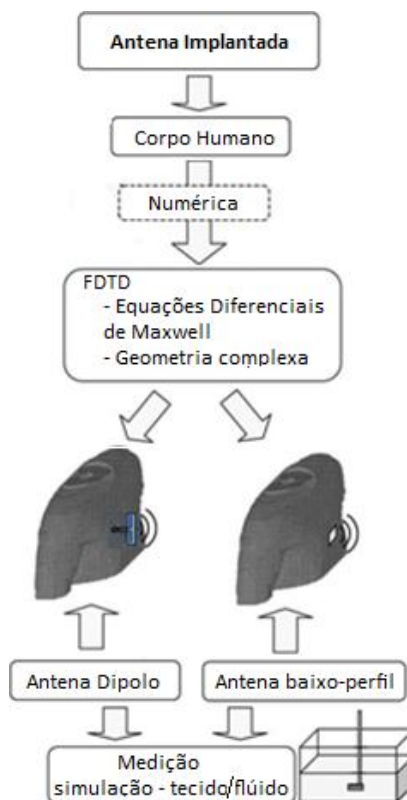 Antena Implantada
Corpo Humano
Numérica
FDTD
- Equações Diferenciais
de Maxwell
- Geometria complexa
Antena Dipolo
Antena baixo-perfil
Medição
simulação - tecido/flúido